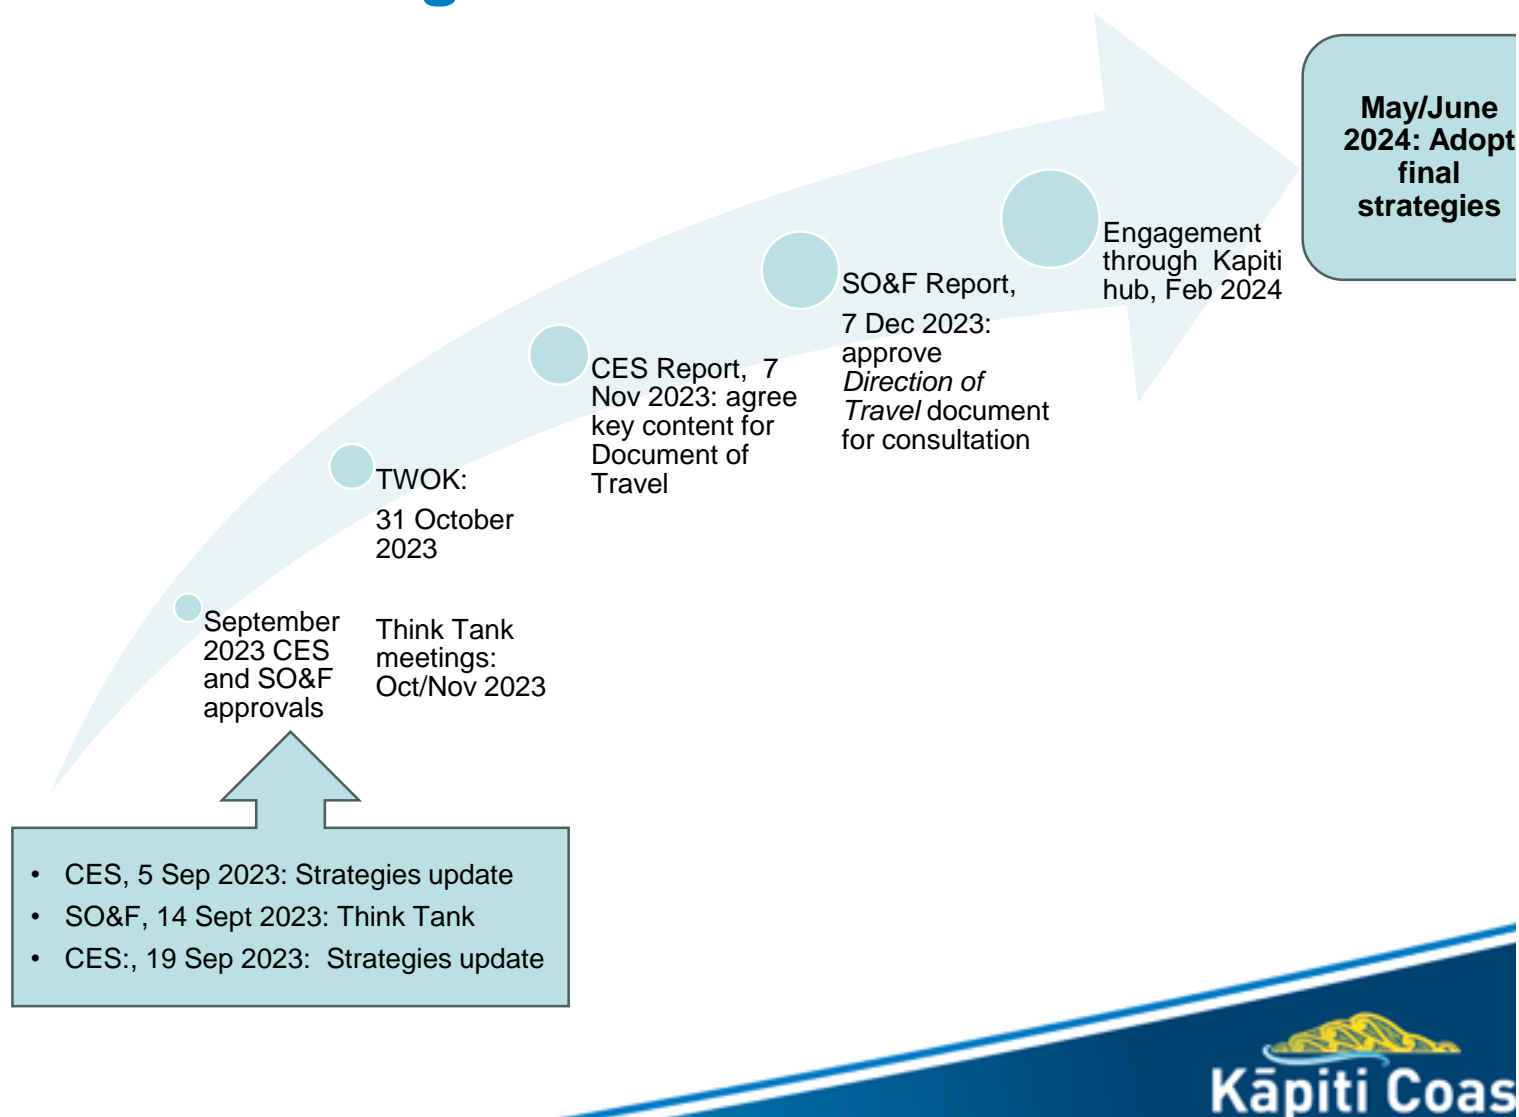 May/June
2024: Adopt
final
strategies
Engagement
through Kapiti
hub, Feb 2024
SO&F Report,
7 Dec 2023:
approve
Direction of
Travel document
for consultation
CES Report, 7
Nov 2023: agree
key content for
Document of
Travel
TWOK:
31 October
2023
Think Tank
meetings:
Oct/Nov 2023
September
2023 CES
and SO&F
approvals
• CES, 5 Sep 2023: Strategies update
• SO&F, 14 Sept 2023: Think Tank
• CES:, 19 Sep 2023: Strategies update
Kāpiti Coas